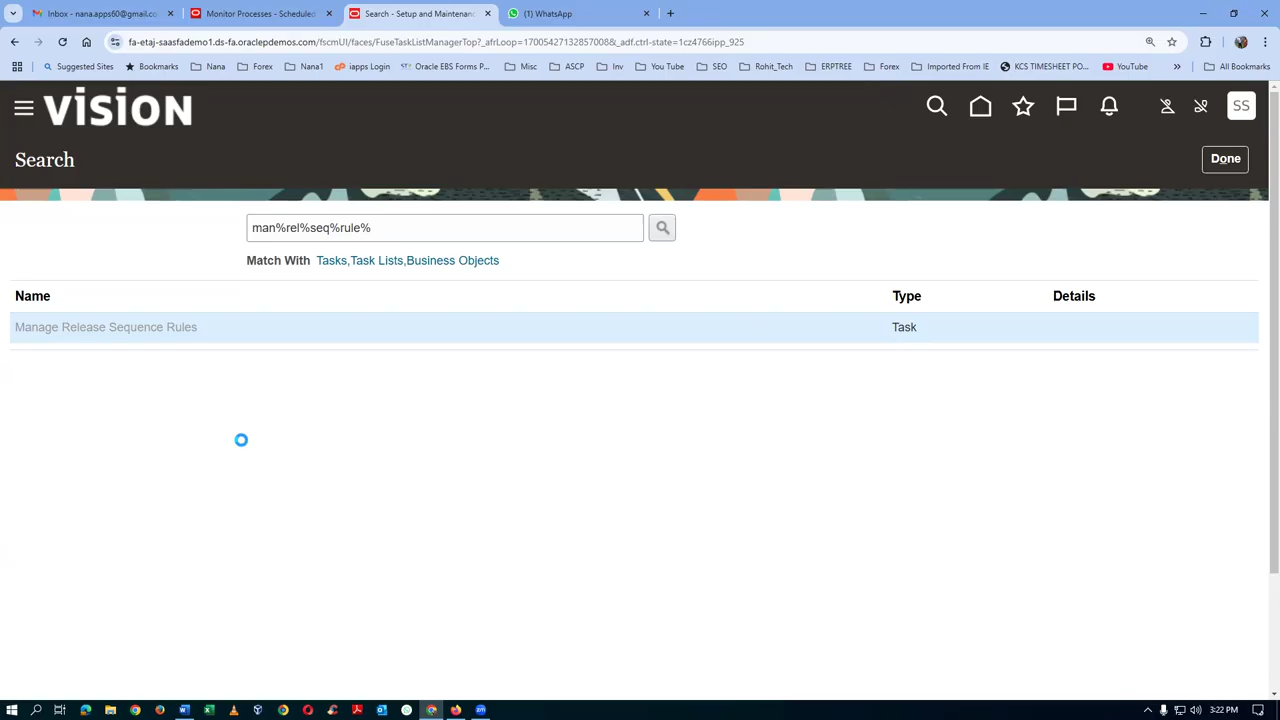 Inbox - nana.apps60@gmail.co
Monitor Processes - Scheduled
Search - Setup and Maintenanc
(1) WhatsApp
fa-etaj-saasfademo1.ds-fa.oraclepdemos.com/fscmUI/faces/FuseTaskListManagerTop?_afrLoop=17005427132857008&_adf.ctrl-state=1cz4766ipp_925
Suggested Sites
Bookmarks
Nana
Forex
Nana1
iapps Login
Oracle EBS Forms P...
Misc
ASCP
Inv
You Tube
SEO
Rohit_Tech
ERPTREE
Forex
Imported From IE
KCS TIMESHEET PO...
YouTube
All Bookmarks
vision
SS
Search
Done
man%rel%seq%rule%
Match With Tasks,Task Lists,Business Objects
Name Type Details
Manage Release Sequence Rules Task
3:22 PM